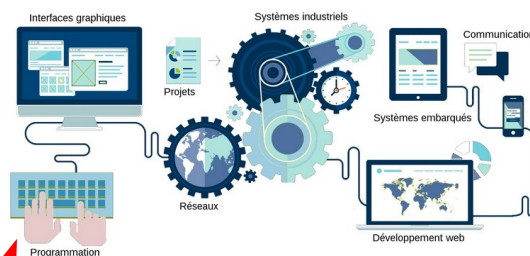 Interfaces graphiques
Systèmes industriels
Communication
Projets
Systèmes embarqués
Réseaux
Développement web
Programmation